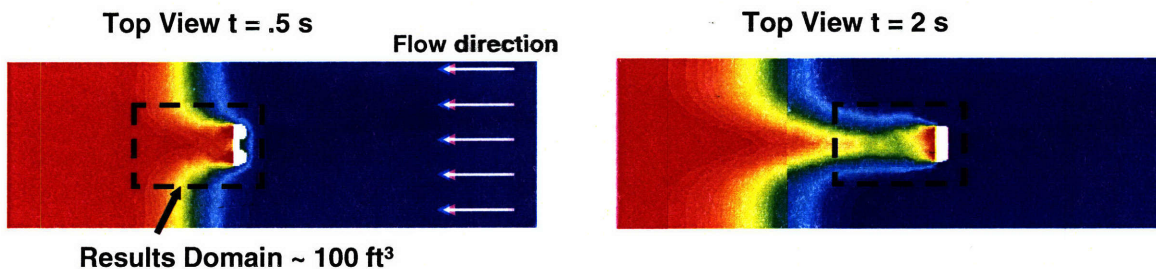 Top View t = .5 s
Flow direction
Results Domain ~ 100 ft³
Top View t = 2 s